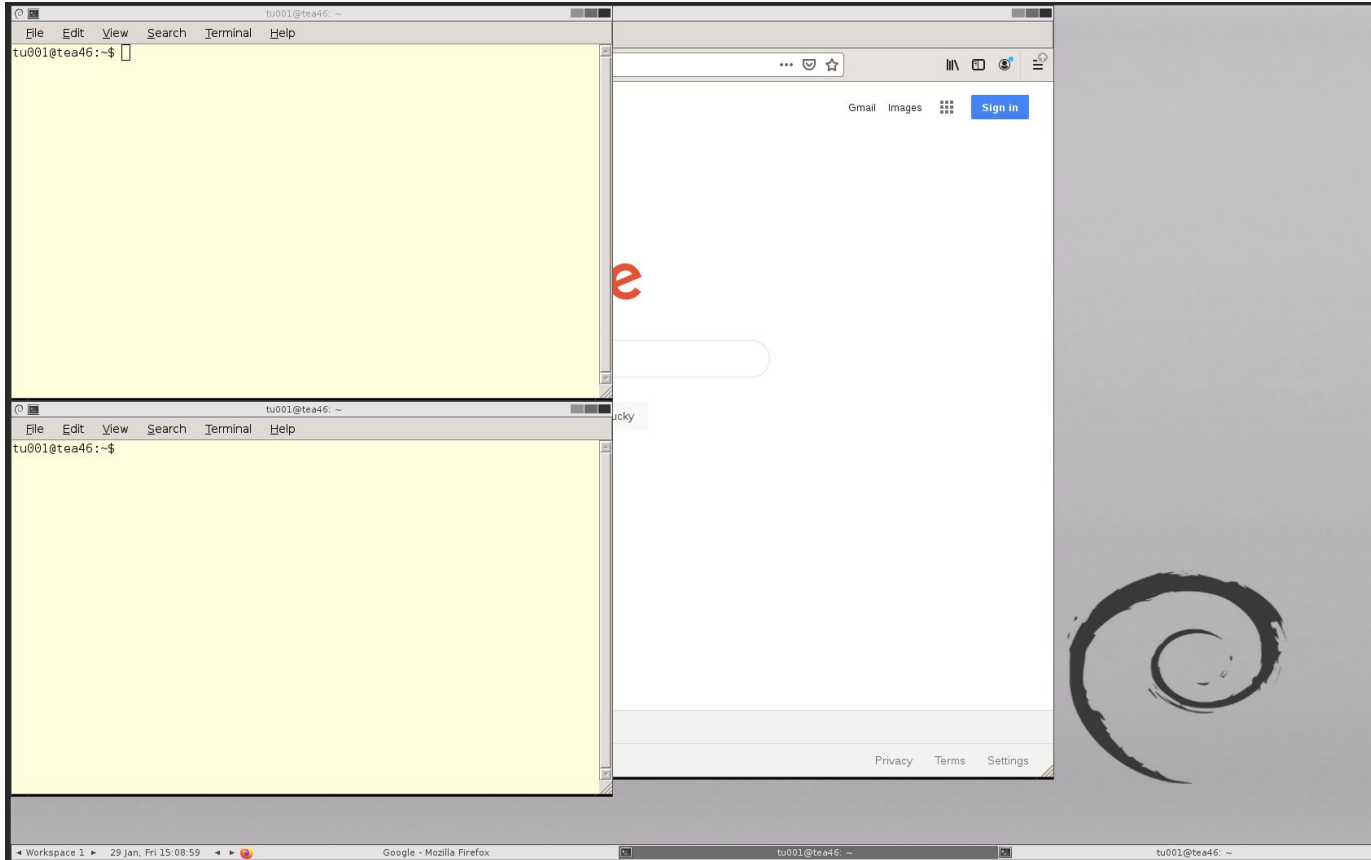 tu001@tea46: ~
File Edit View Search Terminal Help
tu001@tea46:~$
Gmail Images Sign in
e
ucky
tu001@tea46: ~
File Edit View Search Terminal Help
tu001@tea46:~$
Privacy Terms Settings
Workspace 1 29 Jan, Fri 15:08:59 Google - Mozilla Firefox tu001@tea46: ~ tu001@tea46: ~